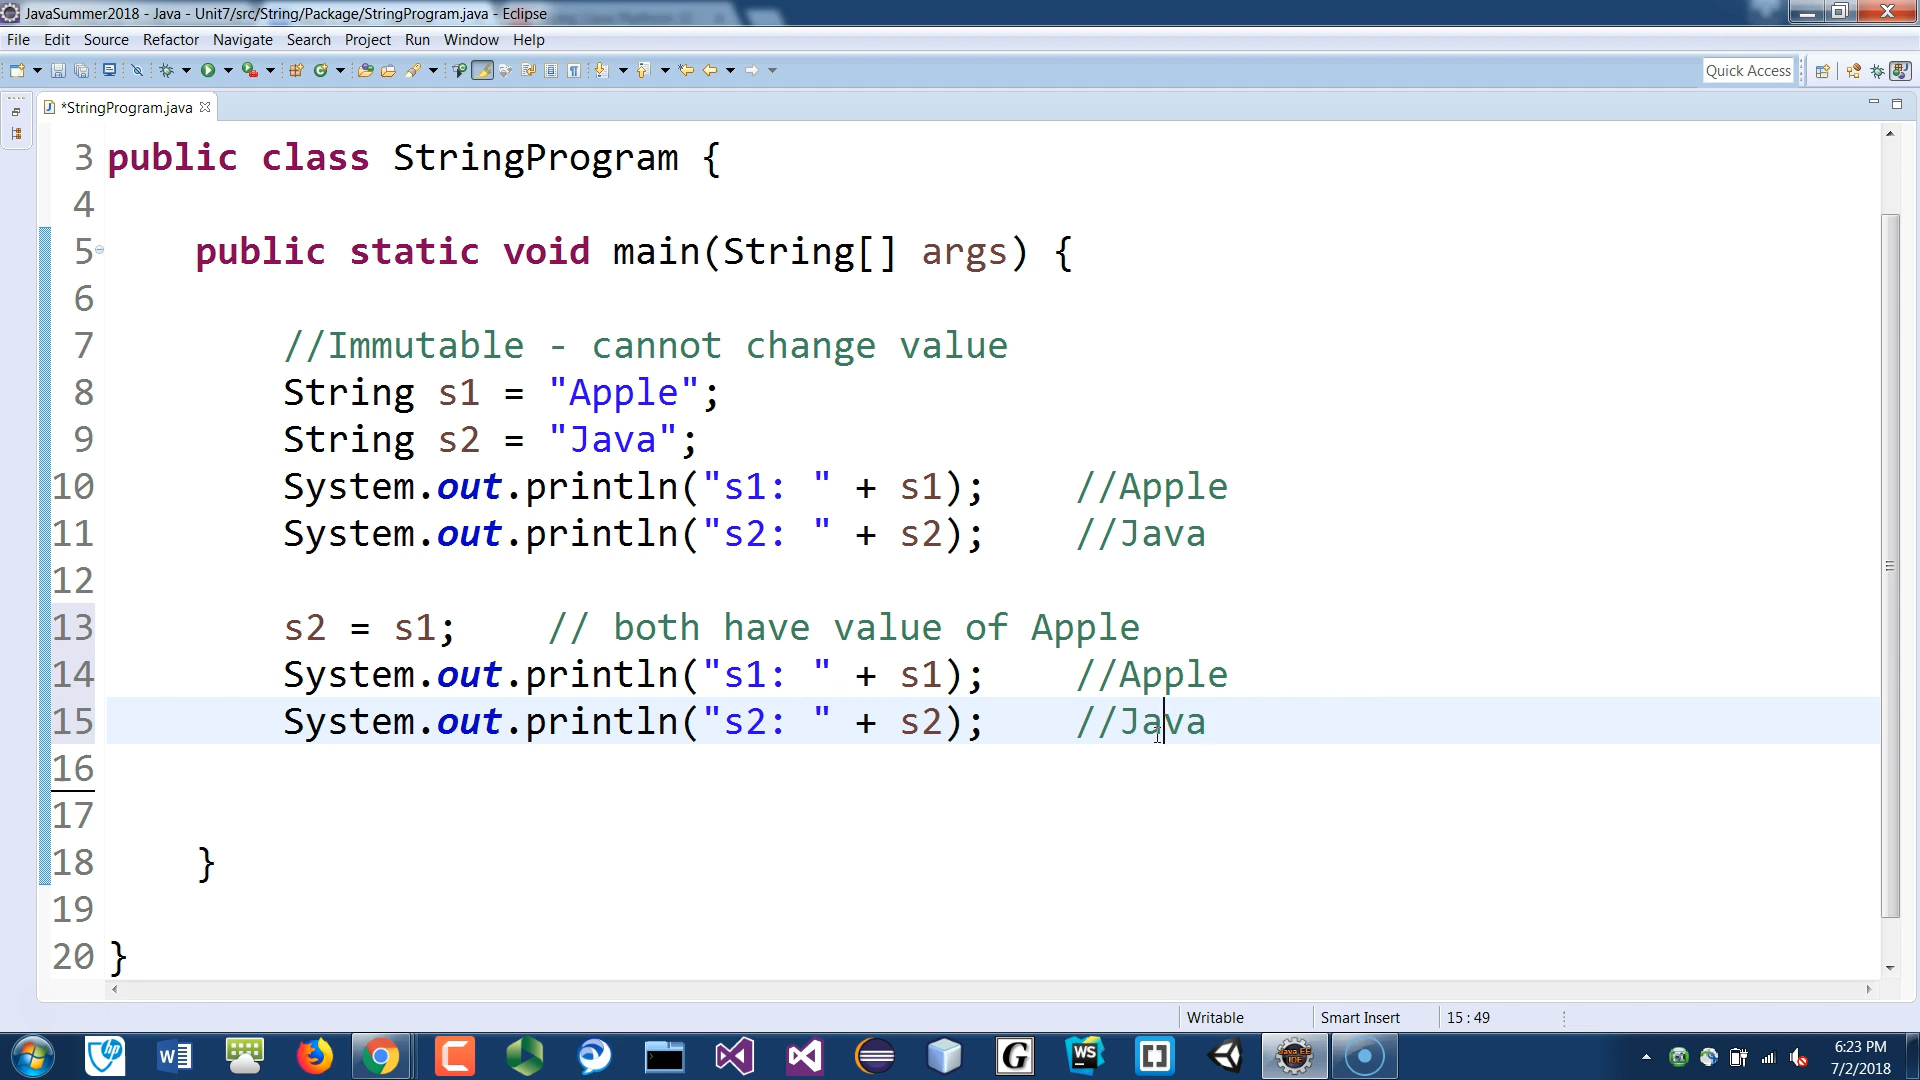 JavaSummer2018 - Java - Unit7/src/String/Package/StringProgram.java - Eclipse
File Edit Source Refactor Navigate Search Project Run Window Help
Quick Access
*StringProgram.java
3 public class StringProgram {
4
5 public static void main(String[] args) {
6
7 //Immutable - cannot change value
8 String s1 = "Apple";
9 String s2 = "Java";
10 System.out.println("s1: " + s1); //Apple
11 System.out.println("s2: " + s2); //Java
12
13 s2 = s1; // both have value of Apple
14 System.out.println("s1: " + s1); //Apple
15 System.out.println("s2: " + s2); //Java
16
17
18 }
19
20 }
Writable Smart Insert 15 : 49
6:23 PM
7/2/2018